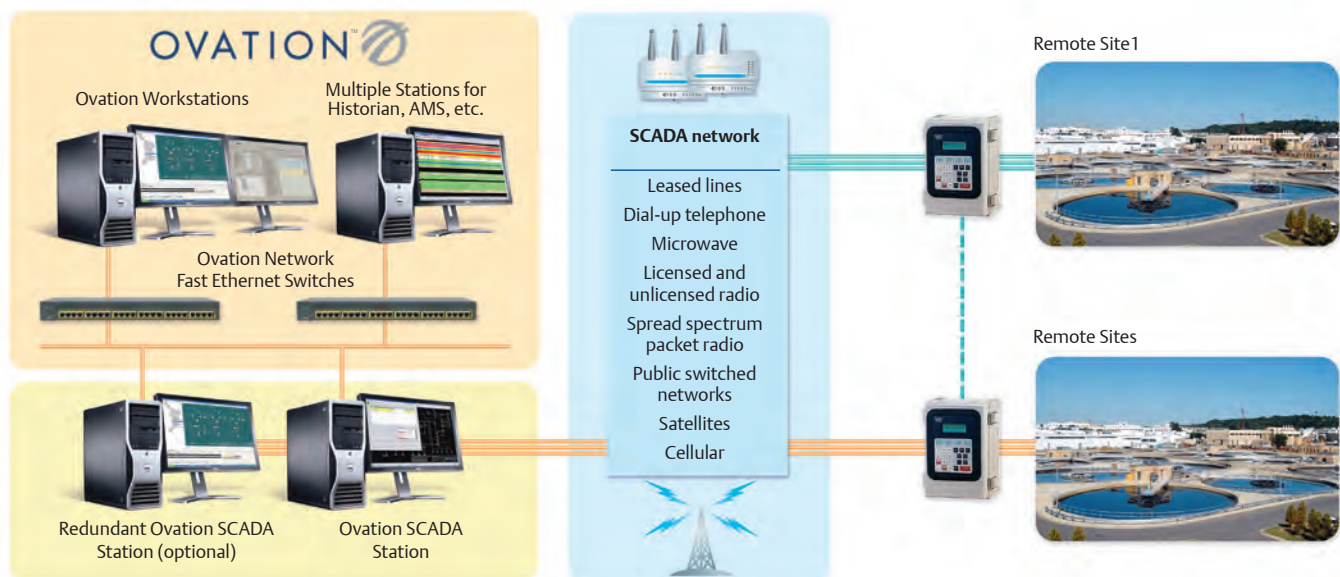 OVATION™
Ovation Workstations
Multiple Stations for
Historian, AMS, etc.
Ovation Network
Fast Ethernet Switches
Redundant Ovation SCADA
Station (optional)
Ovation SCADA
Station
SCADA network
Leased lines
Dial-up telephone
Microwave
Licensed and
unlicensed radio
Spread spectrum
packet radio
Public switched
networks
Satellites
Cellular
Remote Site1
Remote Sites